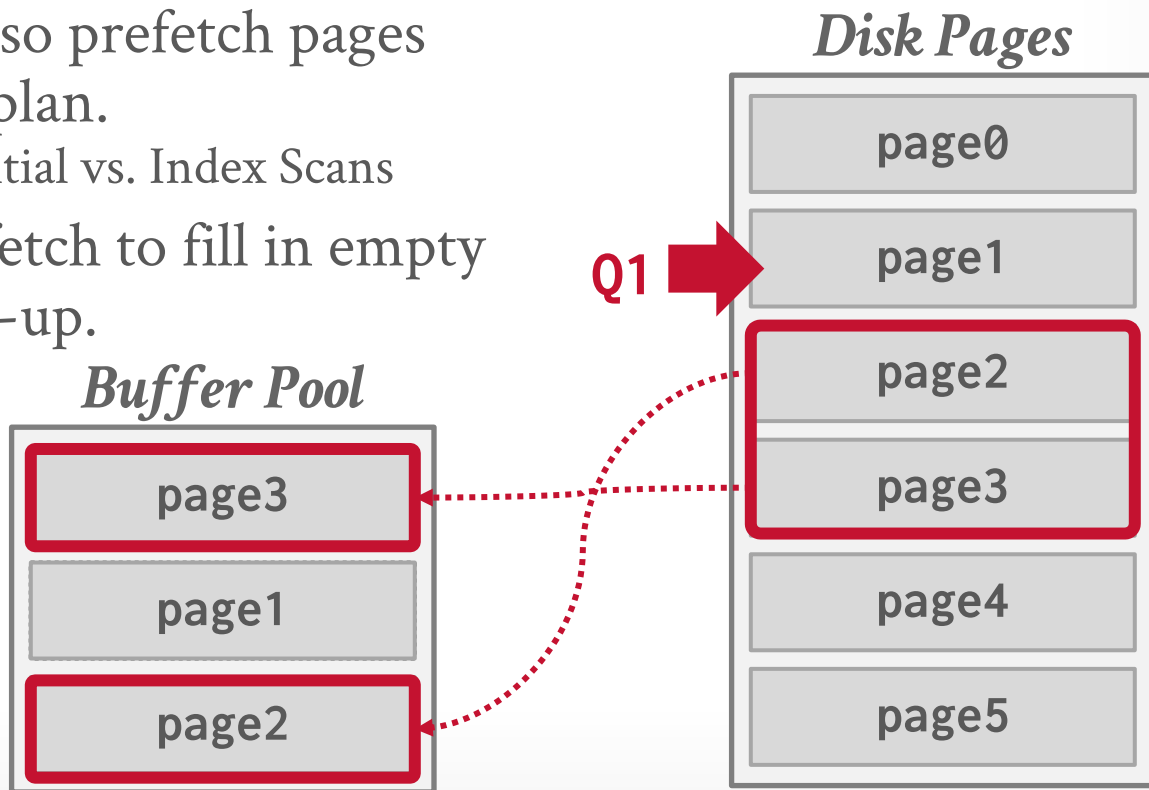 so prefetch pages
plan.
tial vs. Index Scans
fetch to fill in empty
-up.
Buffer Pool
page3
page1
page2
Q1
Disk Pages
page0
page1
page2
page3
page4
page5